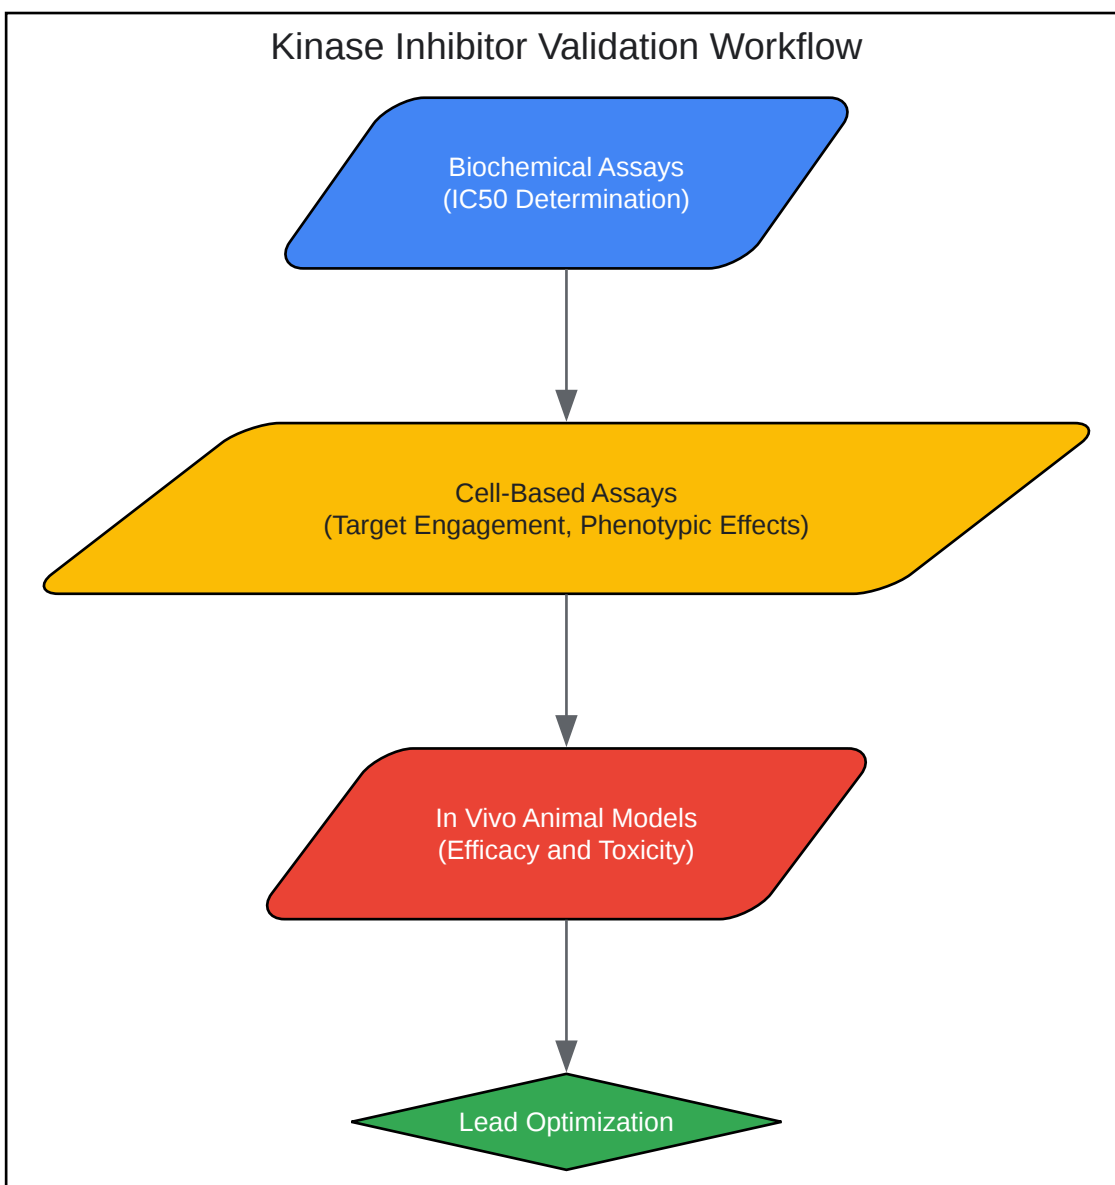 Kinase Inhibitor Validation Workflow
Biochemical Assays
(IC50 Determination)
Cell-Based Assays
(Target Engagement, Phenotypic Effects)
In Vivo Animal Models
(Efficacy and Toxicity)
Lead Optimization